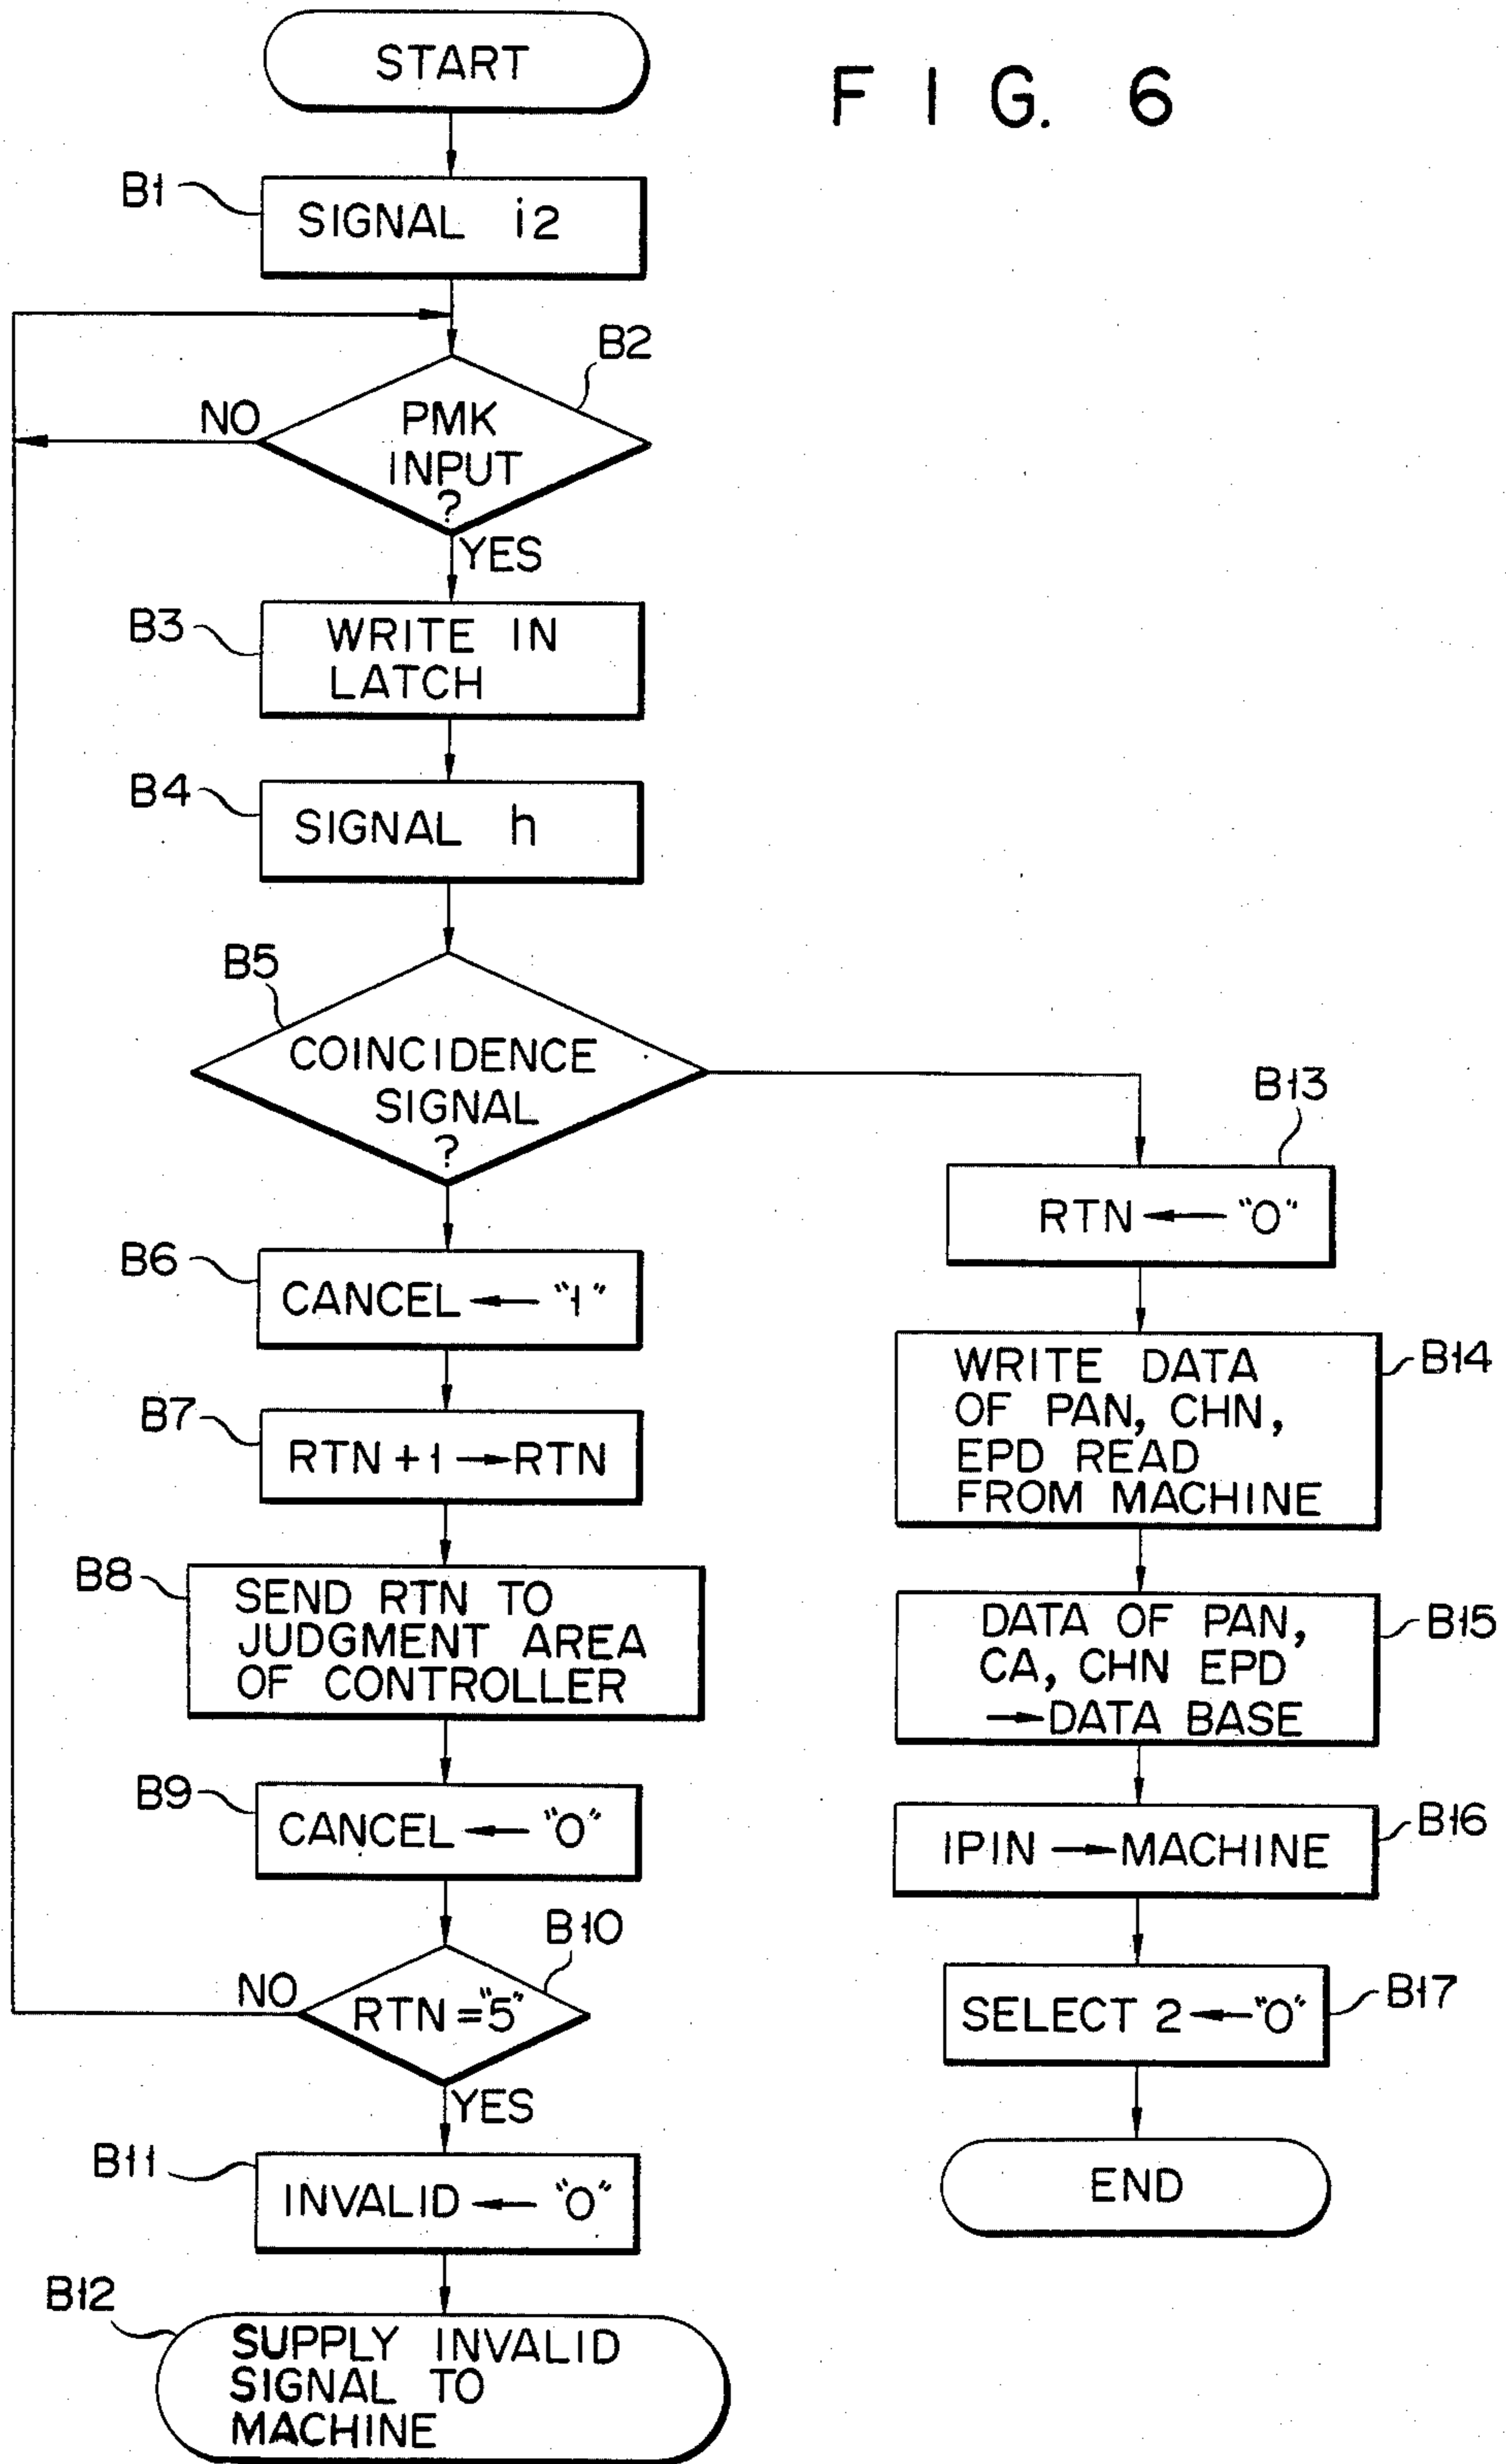 START
F I G. 6
B1
SIGNAL i2
B2
NO
PMK
INPUT
?
YES
B3
WRITE IN
LATCH
B4
SIGNAL h
B5
COINCIDENCE
SIGNAL
?
B6
CANCEL ← "1"
B7
RTN + 1 → RTN
B8
SEND RTN TO
JUDGMENT AREA
OF CONTROLLER
B9
CANCEL ← "0"
B10
NO
RTN = "5"
YES
B11
INVALID ← "0"
B12
SUPPLY INVALID
SIGNAL TO
MACHINE
B13
RTN ← "0"
B14
WRITE DATA
OF PAN, CHN,
EPD READ
FROM MACHINE
B15
DATA OF PAN,
CA, CHN EPD
→ DATA BASE
B16
IPIN → MACHINE
B17
SELECT 2 ← "0"
END